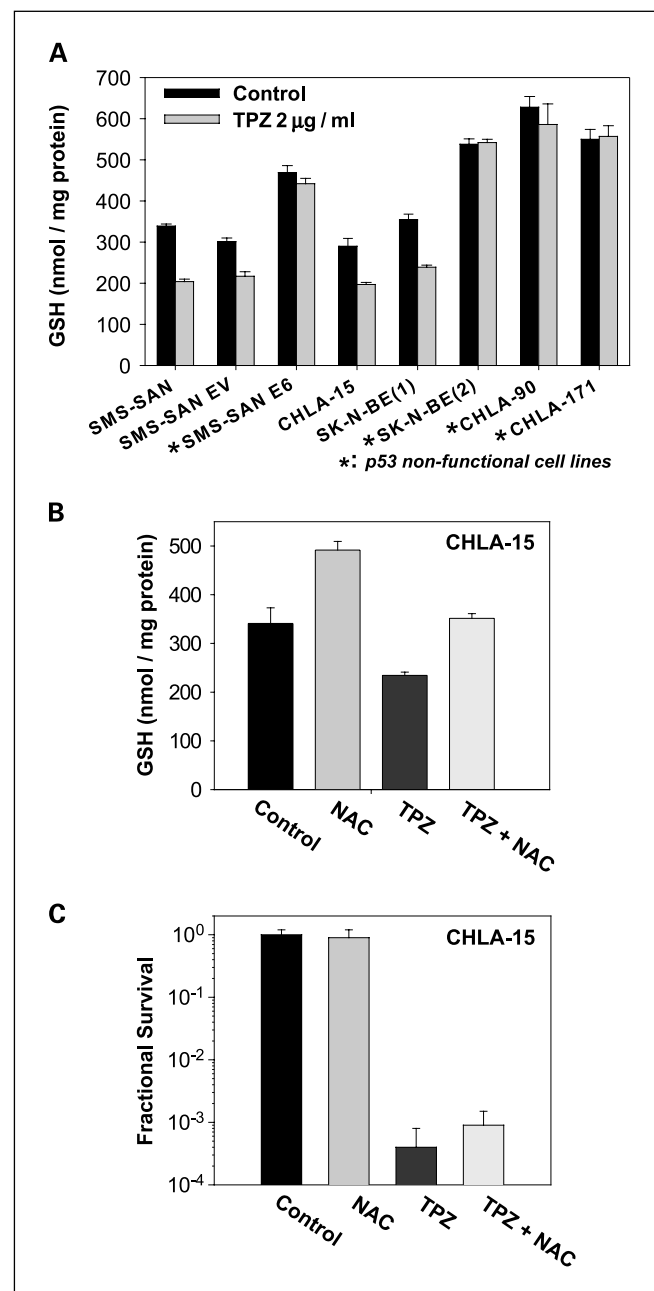 A
Control
TPZ 2 μg / ml
GSH (nmol / mg protein)
700
600
500
400
300
200
100
0
SMS-SAN
SMS-SAN EV
*SMS-SAN E6
CHLA-15
SK-N-BE(1)
*SK-N-BE(2)
*CHLA-90
*CHLA-171
*: p53 non-functional cell lines
B
CHLA-15
GSH (nmol / mg protein)
500
400
300
200
100
0
Control
NAC
TPZ
TPZ + NAC
C
CHLA-15
Fractional Survival
10⁰
10⁻¹
10⁻²
10⁻³
10⁻⁴
Control
NAC
TPZ
TPZ + NAC